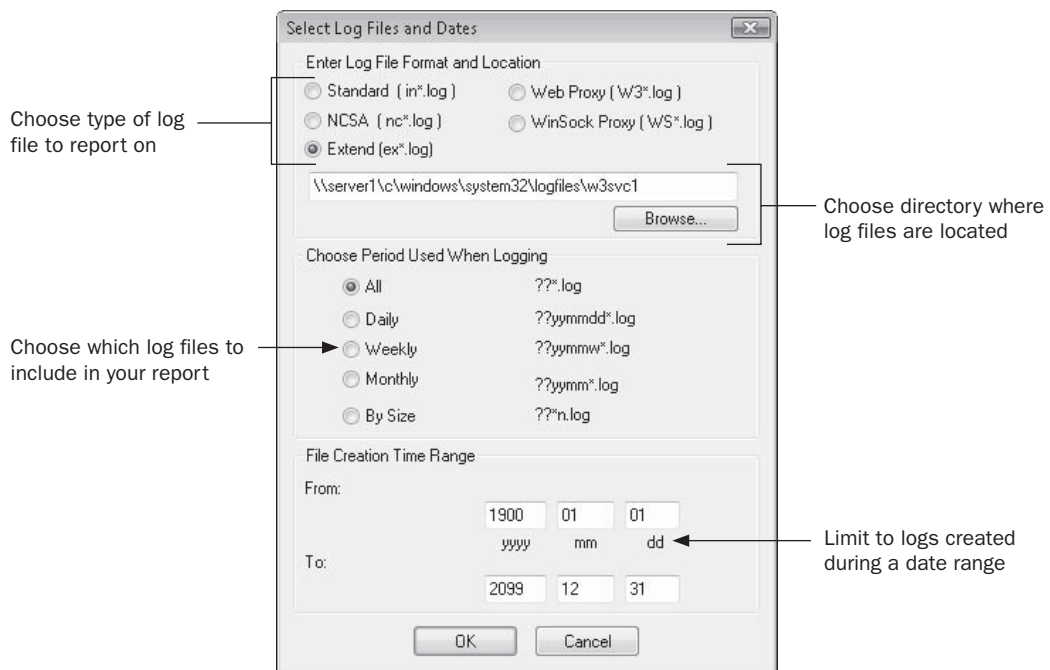 Select Log Files and Dates
Enter Log File Format and Location
Standard ( in*.log )
Web Proxy ( W3*.log )
Choose type of log
file to report on
NCSA ( nc*.log )
WinSock Proxy ( WS*.log )
Extend (ex*.log)
\\server1\c\windows\system32\logfiles\w3svc1
Browse...
Choose directory where
log files are located
Choose Period Used When Logging
All
??*.log
Daily
??yymmdd*.log
Choose which log files to
include in your report
Weekly
??yymmw*.log
Monthly
??yymm*.log
By Size
??*n.log
File Creation Time Range
From:
1900 01 01
yyyy mm dd
Limit to logs created
during a date range
To:
2099 12 31
OK Cancel